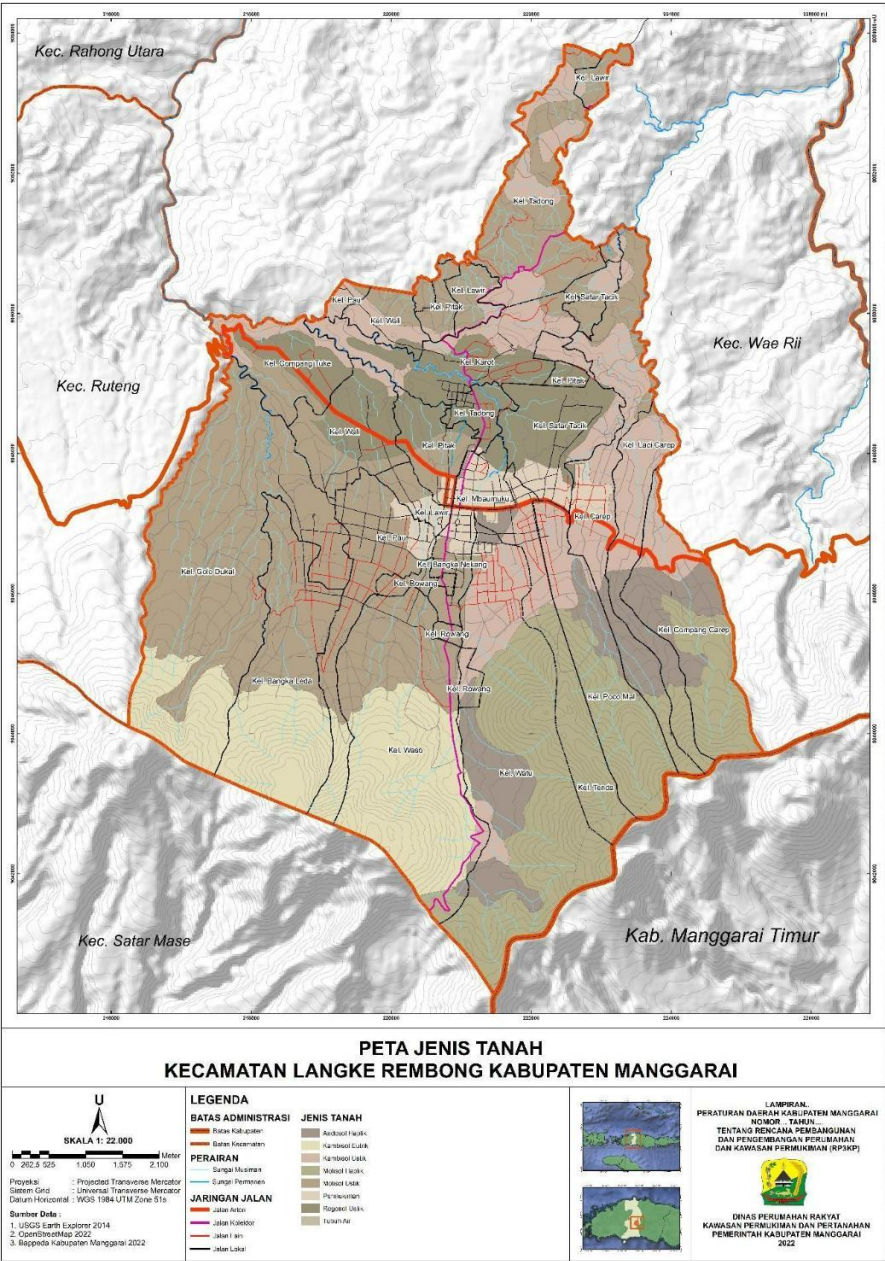 Kec. Rahong Utara
Kel. Lawir
Kel. Tadong
Kel. Lawir
Kel. Pau
Kel. Pitak
Kel. Satar Tacik
Kel. Wali
Kec. Wae Rii
Kec. Ruteng
Kel. Compang Tuke
Kel. Karot
Kel. Pitak
Kel. Tadong
Kel. Satar Tacik
Kel. Wali
Kel. Pitak
Kel. Laci Carep
Kel. Mbaumuku
Kel. Lawir
Kel. Carep
Kel. Pau
Kel. Bangka Nekang
Kel. Golo Dukal
Kel. Rowang
Kel. Rowang
Kel. Compang Carep
Kel. Bangka Leda
Kel. Rowang
Kel. Poco Mal
Kel. Waso
Kel. Watu
Kel. Tenda
Kec. Satar Mase
Kab. Manggarai Timur
PETA JENIS TANAH
KECAMATAN LANGKE REMBONG KABUPATEN MANGGARAI
U
SKALA 1: 22.000
0 262,5 525 1.050 1.575 2.100 Meter
Proyeksi : Projected Transverse Mercator
Sistem Grid : Universal Transverse Mercator
Datum Horizontal : WGS 1984 UTM Zone 51s
Sumber Data :
1. USGS Earth Explorer 2014
2. OpenStreetMap 2022
3. Bappeda Kabupaten Manggarai 2022
LEGENDA
BATAS ADMINISTRASI
Batas Kabupaten
Batas Kecamatan
PERAIRAN
Sungai Musiman
Sungai Permanen
JARINGAN JALAN
Jalan Arteri
Jalan Kolektor
Jalan Lain
Jalan Lokal
JENIS TANAH
Andosol Haplik
Kambisol Eutrik
Kambisol Ustik
Molisol Haplik
Molisol Ustik
Permukiman
Regosol Ustik
Tubuh Air
LAMPIRAN..
PERATURAN DAERAH KABUPATEN MANGGARAI
NOMOR... TAHUN...
TENTANG RENCANA PEMBANGUNAN
DAN PENGEMBANGAN PERUMAHAN
DAN KAWASAN PERMUKIMAN (RP3KP)
DINAS PERUMAHAN RAKYAT
KAWASAN PERMUKIMAN DAN PERTANAHAN
PEMERINTAH KABUPATEN MANGGARAI
2022